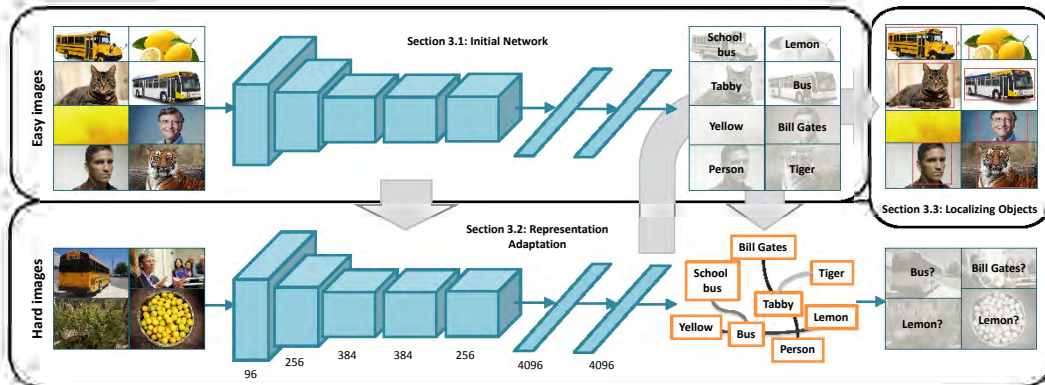 Easy images
Section 3.1: Initial Network
School
bus
Lemon
Tabby
Bus
Yellow
Bill Gates
Person
Tiger
Section 3.3: Localizing Objects
Hard images
Section 3.2: Representation
Adaptation
96
256
384
384
256
4096
4096
Bill Gates
School
bus
Tiger
Tabby
Lemon
Yellow
Bus
Person
Bus?
Bill Gates?
Lemon?
Lemon?